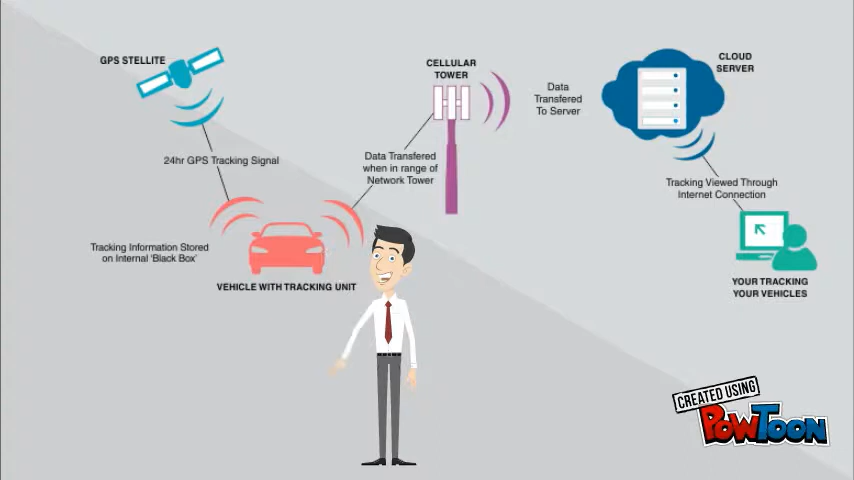 GPS STELLITE
24hr GPS Tracking Signal
Tracking Information Stored
on Internal ‘Black Box’
VEHICLE WITH TRACKING UNIT
Data Transfered
when in range of
Network Tower
CELLULAR
TOWER
Data
Transfered
To Server
CLOUD
SERVER
Tracking Viewed Through
Internet Connection
YOUR TRACKING
YOUR VEHICLES
CREATED USING
POWTOON